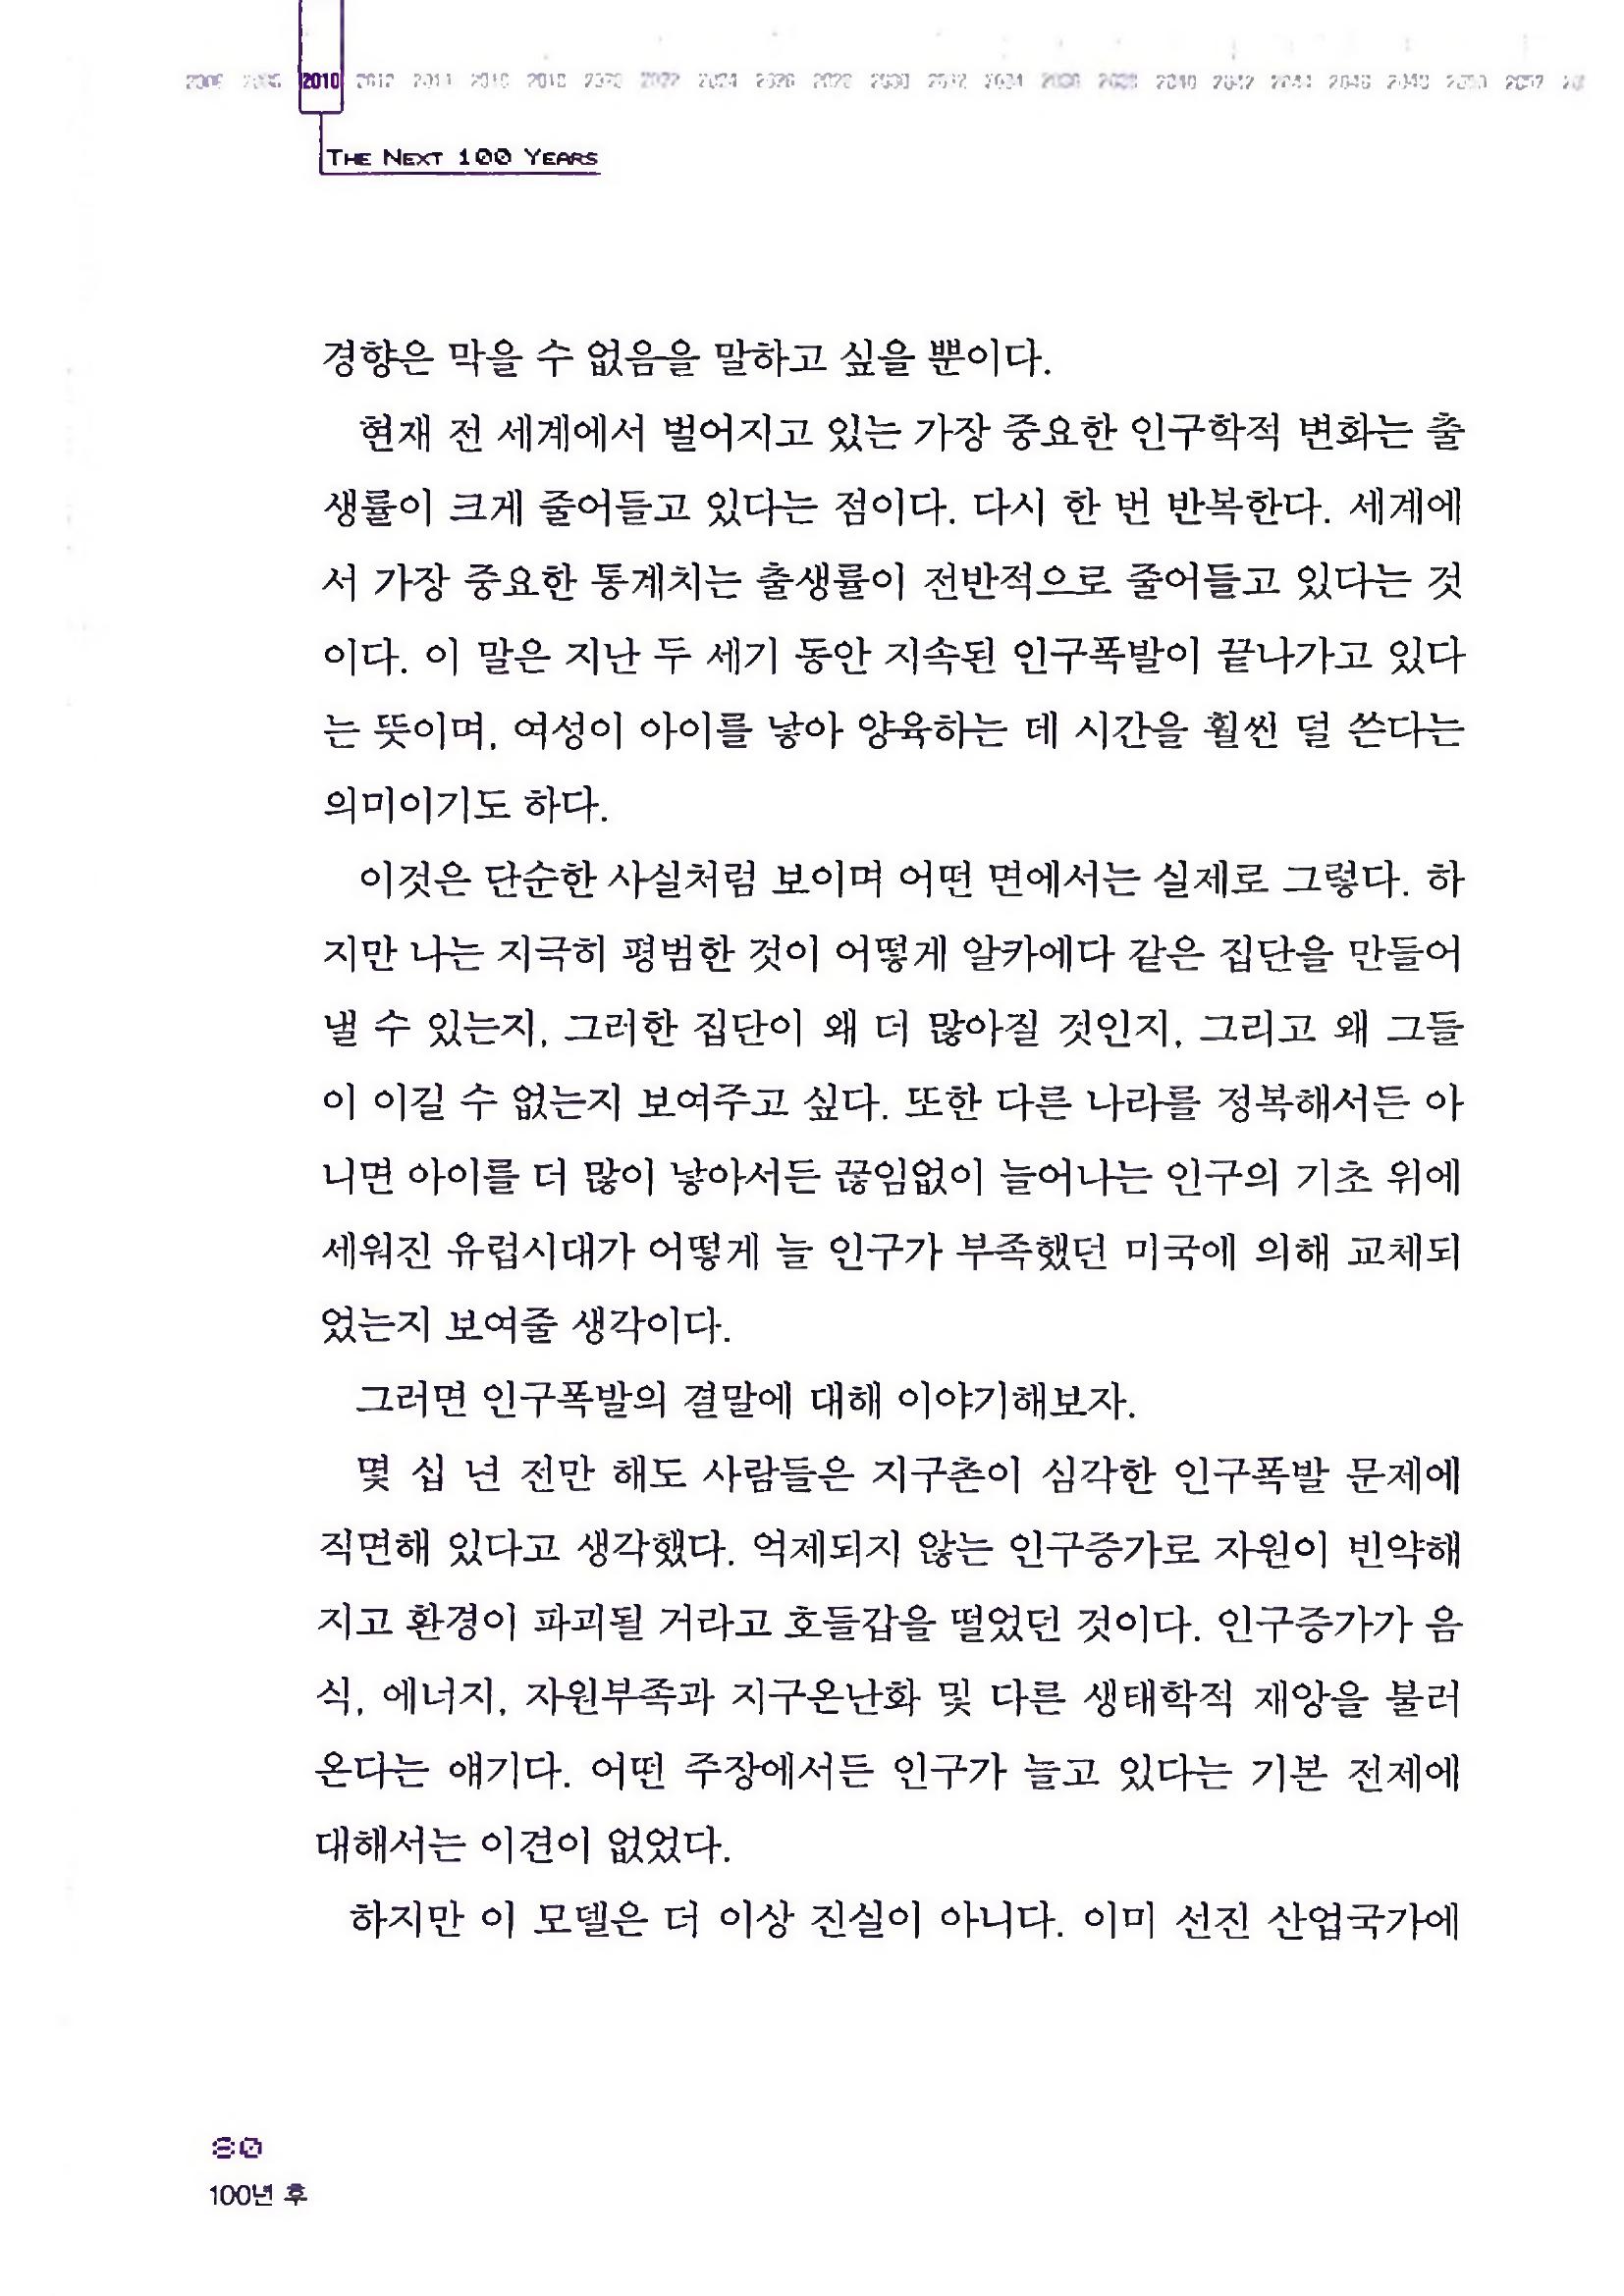 2010
THE NEXT 100 YEARS
경향은 막을 수 없음을 말하고 싶을 뿐이다.
현재 전 세계에서 벌어지고 있는 가장 중요한 인구학적 변화는 출
생률이 크게 줄어들고 있다는 점이다. 다시 한 번 반복한다. 세계에
서 가장 중요한 통계치는 출생률이 전반적으로 줄어들고 있다는 것
이다. 이 말은 지난 두 세기 동안 지속된 인구폭발이 끝나가고 있다
는 뜻이며, 여성이 아이를 낳아 양육하는 데 시간을 훨씬 덜 쓴다는
의미이기도 하다.
이것은 단순한 사실처럼 보이며 어떤 면에서는 실제로 그렇다. 하
지만 나는 지극히 평범한 것이 어떻게 알카에다 같은 집단을 만들어
낼 수 있는지, 그러한 집단이 왜 더 많아질 것인지, 그리고 왜 그들
이 이길 수 없는지 보여주고 싶다. 또한 다른 나라를 정복해서든 아
니면 아이를 더 많이 낳아서든 끊임없이 늘어나는 인구의 기초 위에
세워진 유럽시대가 어떻게 늘 인구가 부족했던 미국에 의해 교체되
었는지 보여줄 생각이다.
그러면 인구폭발의 결말에 대해 이야기해보자.
몇 십 년 전만 해도 사람들은 지구촌이 심각한 인구폭발 문제에
직면해 있다고 생각했다. 억제되지 않는 인구증가로 자원이 빈약해
지고 환경이 파괴될 거라고 호들갑을 떨었던 것이다. 인구증가가 음
식, 에너지, 자원부족과 지구온난화 및 다른 생태학적 재앙을 불러
온다는 얘기다. 어떤 주장에서든 인구가 늘고 있다는 기본 전제에
대해서는 이견이 없었다.
하지만 이 모델은 더 이상 진실이 아니다. 이미 선진 산업국가에
80
100년 후